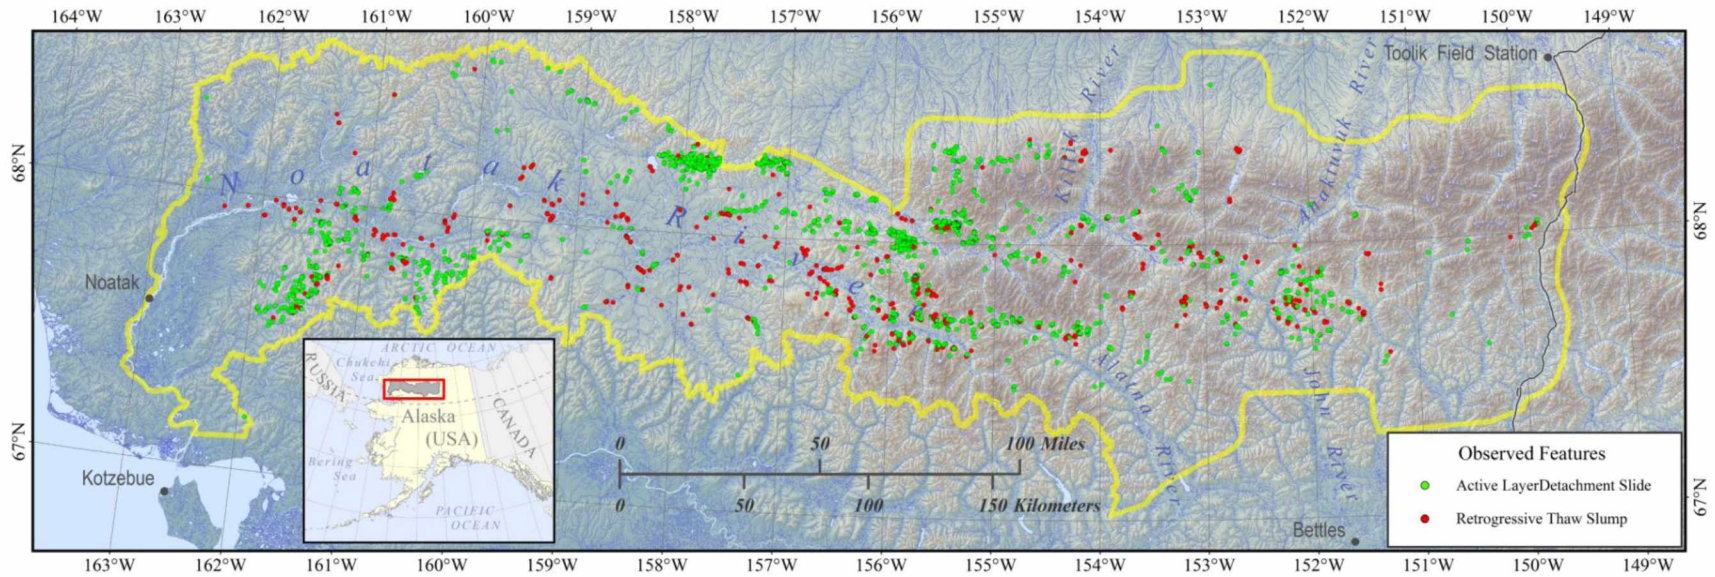 164°W 163°W 162°W 161°W 160°W 159°W 158°W 157°W 156°W 155°W 154°W 153°W 152°W 151°W 150°W 149°W
Toolik Field Station
68°N
68°N
Noatak River
Killik River
Anaktuvuk River
Noatak
Alatna River
John River
67°N
67°N
Kotzebue
Bettles
ARCTIC OCEAN
Chukchi
Sea
RUSSIA
Alaska
(USA)
CANADA
Bering
Sea
PACIFIC
OCEAN
0 50 100 Miles
0 50 100 150 Kilometers
Observed Features
Active LayerDetachment Slide
Retrogressive Thaw Slump
163°W 162°W 161°W 160°W 159°W 158°W 157°W 156°W 155°W 154°W 153°W 152°W 151°W 150°W 149°W